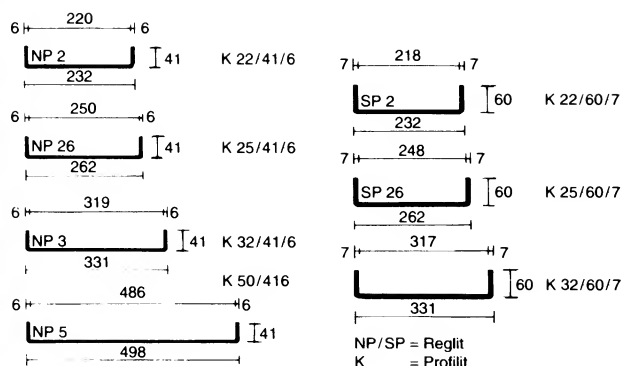 6 220 6
NP 2 41 K 22/41/6
232
250
6 6
NP 26 41 K 25/41/6
262
319
6 6
NP 3 41 K 32/41/6
331
K 50/416
486
6 6
NP 5 41
498
218
7 7
SP 2 60 K 22/60/7
232
248
7 7
SP 26 60 K 25/60/7
262
317
7 7
60 K 32/60/7
331
NP/SP = Reglit
K = Profilit